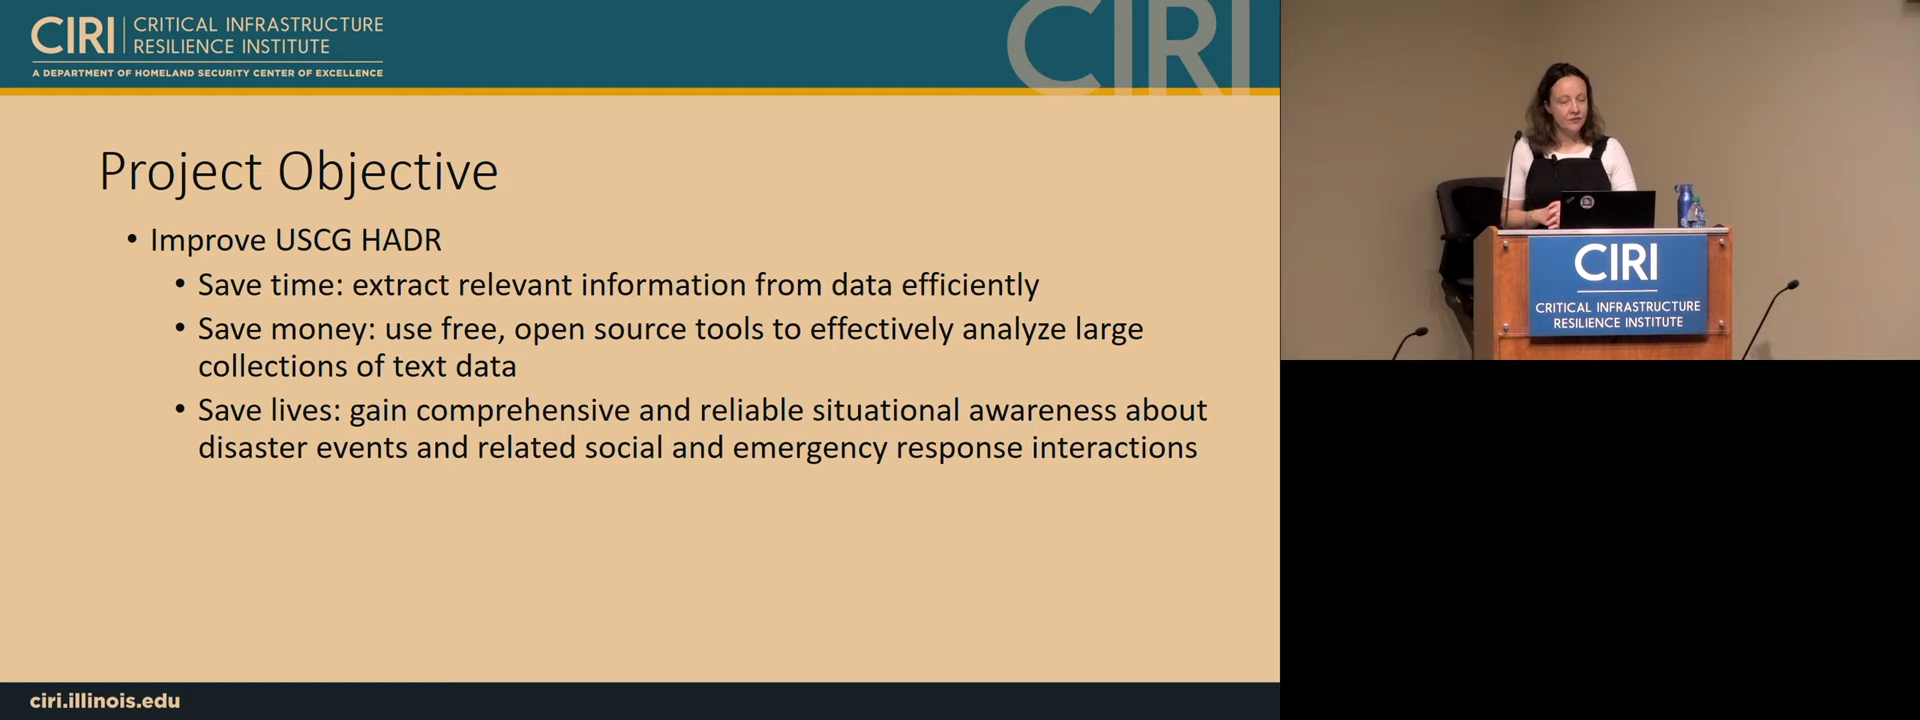 CIRI
CRITICAL INFRASTRUCTURE
RESILIENCE INSTITUTE
A DEPARTMENT OF HOMELAND SECURITY CENTER OF EXCELLENCE
CIRI
Project Objective
• Improve USCG HADR
• Save time: extract relevant information from data efficiently
• Save money: use free, open source tools to effectively analyze large
collections of text data
• Save lives: gain comprehensive and reliable situational awareness about
disaster events and related social and emergency response interactions
ciri.illinois.edu
CIRI
CRITICAL INFRASTRUCTURE
RESILIENCE INSTITUTE